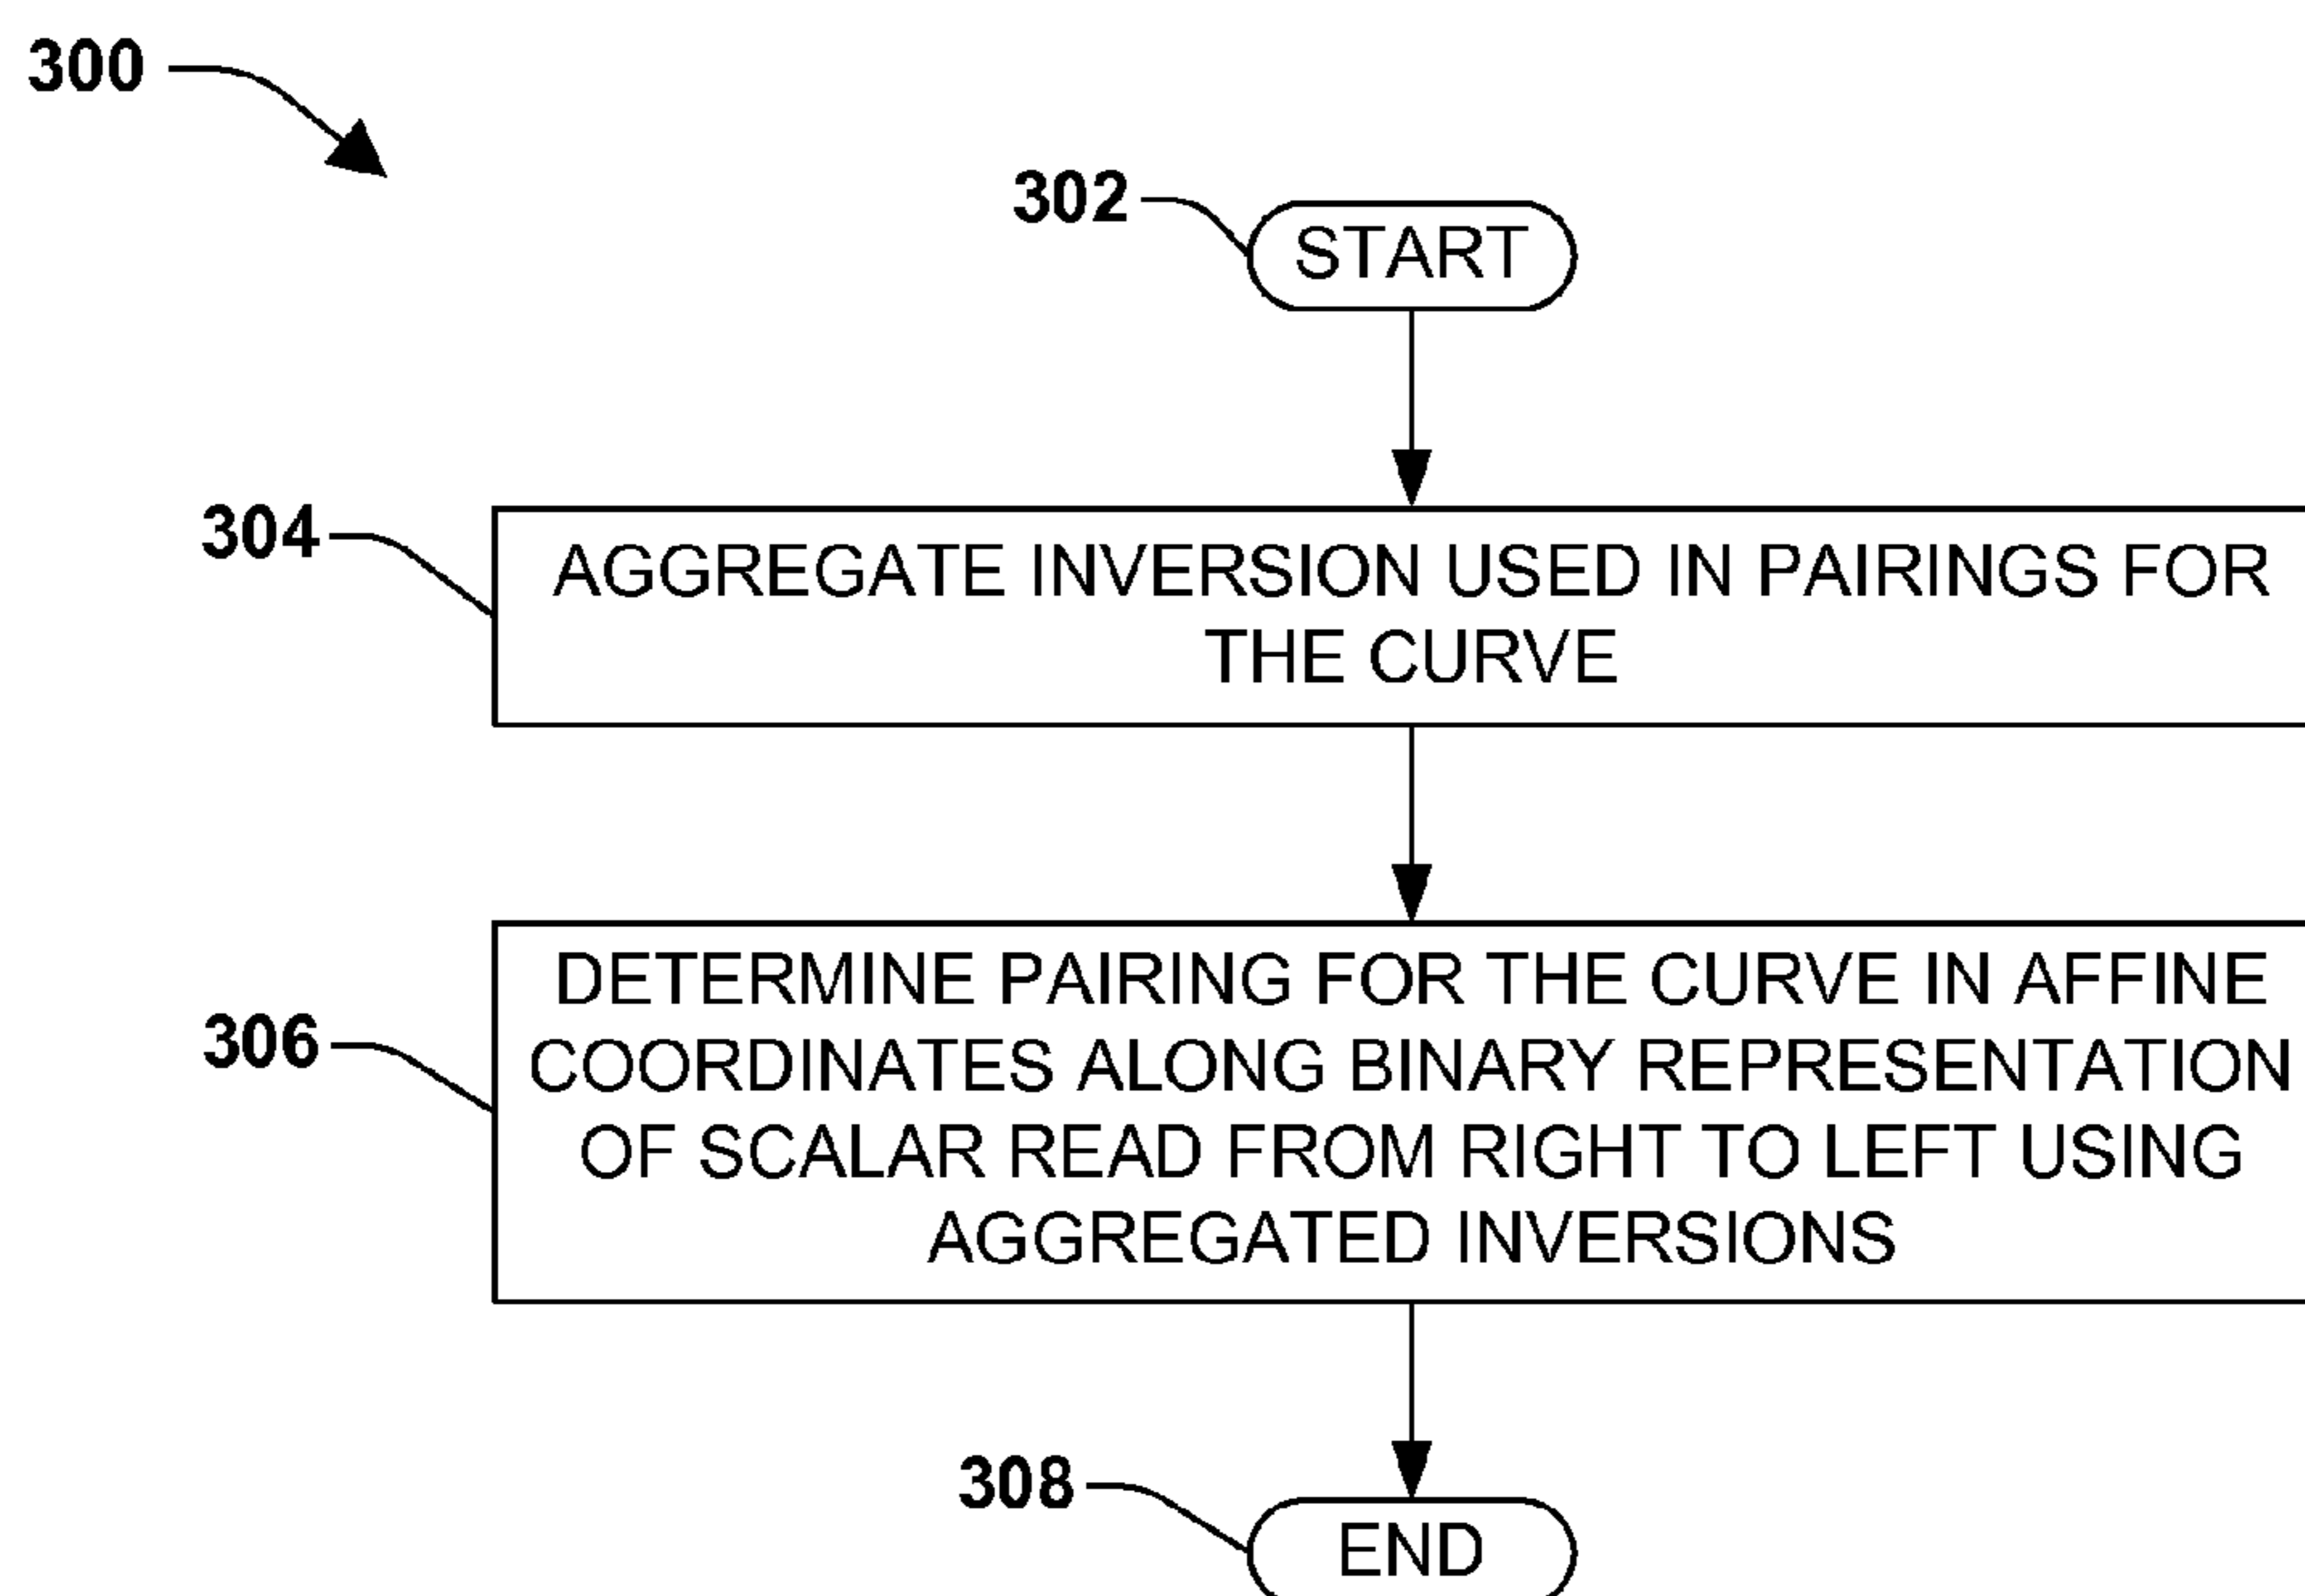 300
302
START
304
AGGREGATE INVERSION USED IN PAIRINGS FOR
THE CURVE
306
DETERMINE PAIRING FOR THE CURVE IN AFFINE
COORDINATES ALONG BINARY REPRESENTATION
OF SCALAR READ FROM RIGHT TO LEFT USING
AGGREGATED INVERSIONS
308
END